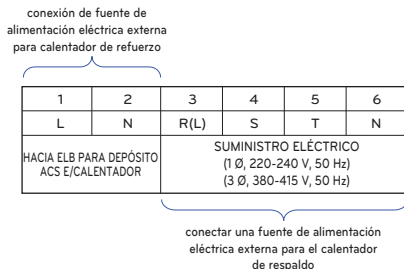 conexión de fuente de
alimentación eléctrica externa
para calentador de refuerzo
1 2 3 4 5 6
L N R(L) S T N
HACIA ELB PARA DEPÓSITO
ACS E/CALENTADOR
SUMINISTRO ELÉCTRICO
(1 Ø, 220-240 V, 50 Hz)
(3 Ø, 380-415 V, 50 Hz)
conectar una fuente de alimentación
eléctrica externa para el calentador
de respaldo